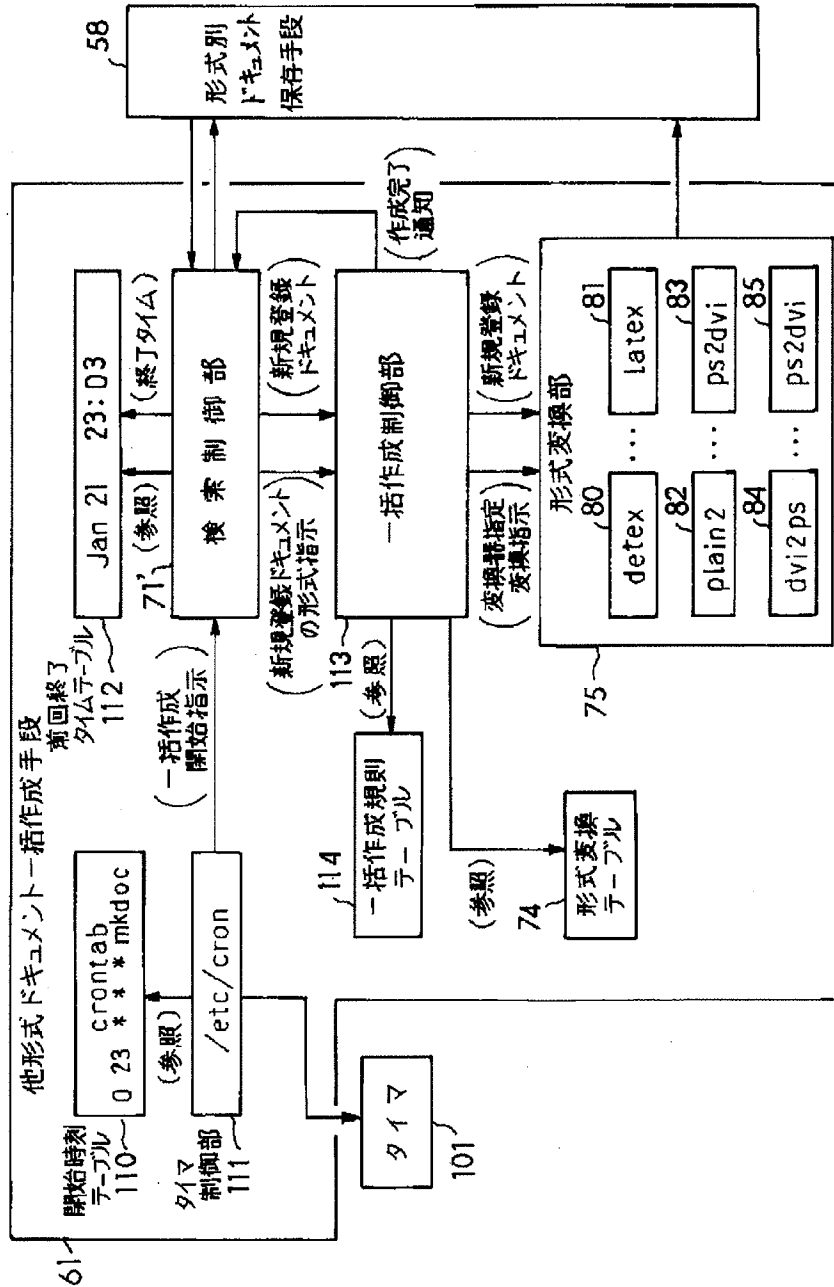 61
他形式ドキュメント一括作成手段
開始時刻
テーブル
110
crontab
0 23 * * * mkdoc
(参照)
タイマ
制御部
111
/etc/cron
タイマ
101
(一括作成
開始指示)
前回終了
タイムテーブル
112
Jan 21 23:03
(参照)
(終了タイム)
71'
検索制御部
(新規登録ドキュメント
の形式指示)
(新規登録
ドキュメント)
113
一括作成制御部
(作成完了
通知)
(参照)
114
一括作成規則
テーブル
(参照)
74
形式変換
テーブル
(変換器指定
変換指示)
(新規登録
ドキュメント)
75
形式変換部
80
detex
...
81
latex
82
plain2
...
83
ps2dvi
84
dvi2ps
...
85
ps2dvi
58
形式別
ドキュメント
保存手段